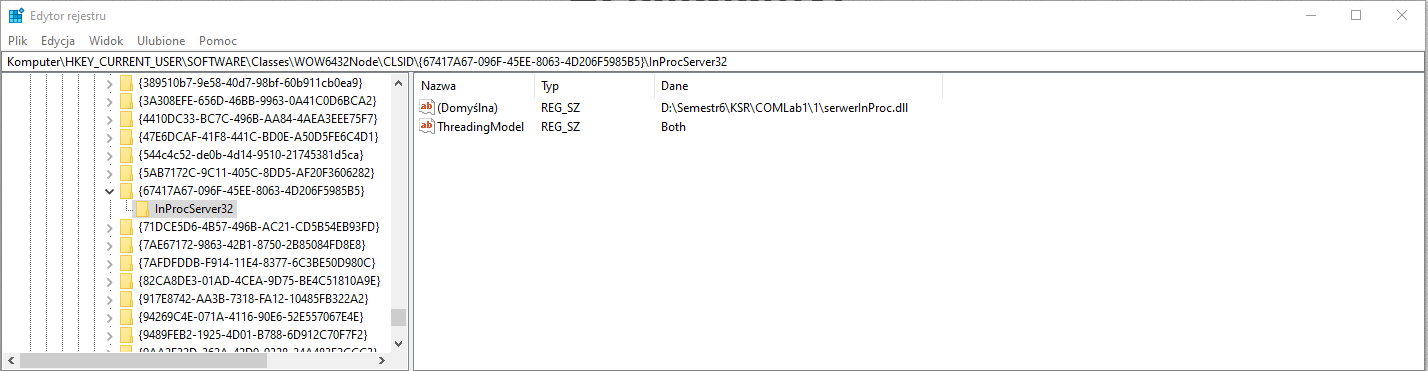 Edytor rejestru
Plik Edycja Widok Ulubione Pomoc
Komputer\HKEY_CURRENT_USER\SOFTWARE\Classes\WOW6432Node\CLSID\{67417A67-096F-45EE-8063-4D206F5985B5}\InProcServer32
{389510b7-9e58-40d7-98bf-60b911cb0ea9}
{3A308EFE-656D-46BB-9963-0A41C0D6BCA2}
{4410DC33-BC7C-496B-AA84-4AEA3EEE75F7}
{47E6DCAF-41F8-441C-BD0E-A50D5FE6C4D1}
{544c4c52-de0b-4d14-9510-21745381d5ca}
{5AB7172C-9C11-405C-8DD5-AF20F3606282}
{67417A67-096F-45EE-8063-4D206F5985B5}
InProcServer32
{71DCE5D6-4B57-496B-AC21-CD5B54EB93FD}
{7AE67172-9863-42B1-8750-2B85084FD8E8}
{7AFDFDDB-F914-11E4-8377-6C3BE50D980C}
{82CA8DE3-01AD-4CEA-9D75-BE4C51810A9E}
{917E8742-AA3B-7318-FA12-10485FB322A2}
{94269C4E-071A-4116-90E6-52E557067E4E}
{9489FEB2-1925-4D01-B788-6D912C70F7F2}
Nazwa Typ Dane
(Domyślna) REG_SZ D:\Semestr6\KSR\COMLab1\1\serwerInProc.dll
ThreadingModel REG_SZ Both